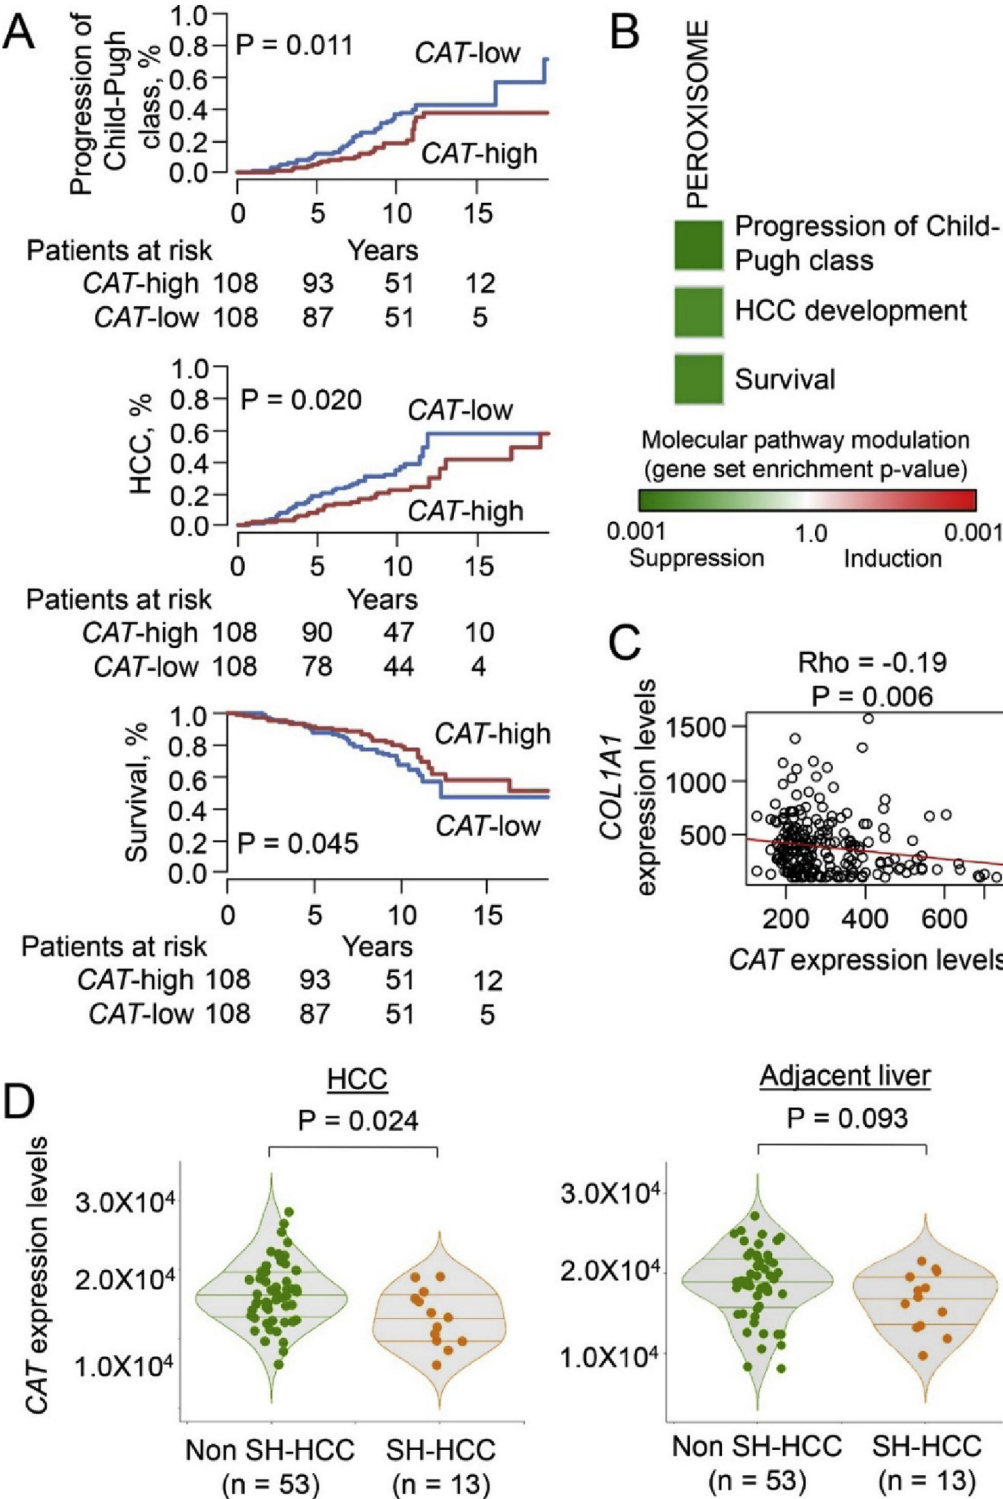 A
Progression of
Child-Pugh
class, %
1.0
0.8
0.6
0.4
0.2
0.0
P = 0.011
CAT-low
CAT-high
0 5 10 15
Patients at risk Years
CAT-high 108 93 51 12
CAT-low 108 87 51 5
HCC, %
1.0
0.8
0.6
0.4
0.2
0.0
P = 0.020
CAT-low
CAT-high
0 5 10 15
Patients at risk Years
CAT-high 108 90 47 10
CAT-low 108 78 44 4
Survival, %
1.0
0.8
0.6
0.4
0.2
0.0
CAT-high
CAT-low
P = 0.045
0 5 10 15
Patients at risk Years
CAT-high 108 93 51 12
CAT-low 108 87 51 5
B
PEROXISOME
Progression of Child-
Pugh class
HCC development
Survival
Molecular pathway modulation
(gene set enrichment p-value)
0.001 1.0 0.001
Suppression Induction
C
Rho = -0.19
P = 0.006
COL1A1
expression levels
1500
1000
500
200 400 600
CAT expression levels
D
CAT expression levels
HCC
P = 0.024
3.0X10⁴
2.0X10⁴
1.0X10⁴
Non SH-HCC SH-HCC
(n = 53) (n = 13)
Adjacent liver
P = 0.093
3.0X10⁴
2.0X10⁴
1.0X10⁴
Non SH-HCC SH-HCC
(n = 53) (n = 13)